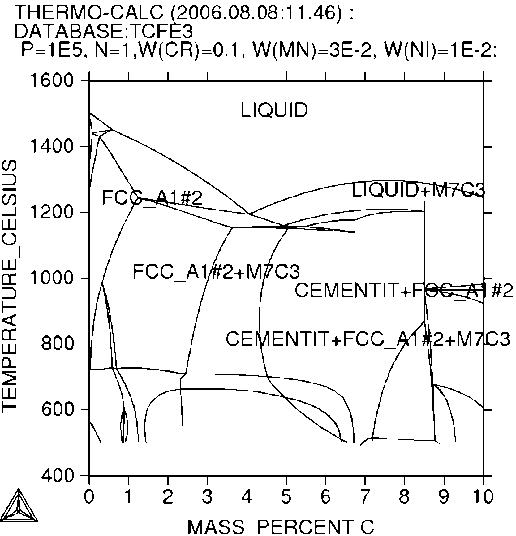 THERMO-CALC (2006.08.08:11.46) :
DATABASE:TCFE3
P=1E5, N=1,W(CR)=0.1, W(MN)=3E-2, W(NI)=1E-2:
1600
LIQUID
1400
LIQUID+M7C3
FCC_A1#2
1200
FCC_A1#2+M7C3
1000
CEMENTIT+FCC_A1#2
800
CEMENTIT+FCC_A1#2+M7C3
600
400
TEMPERATURE_CELSIUS
0 1 2 3 4 5 6 7 8 9 10
MASS_PERCENT C